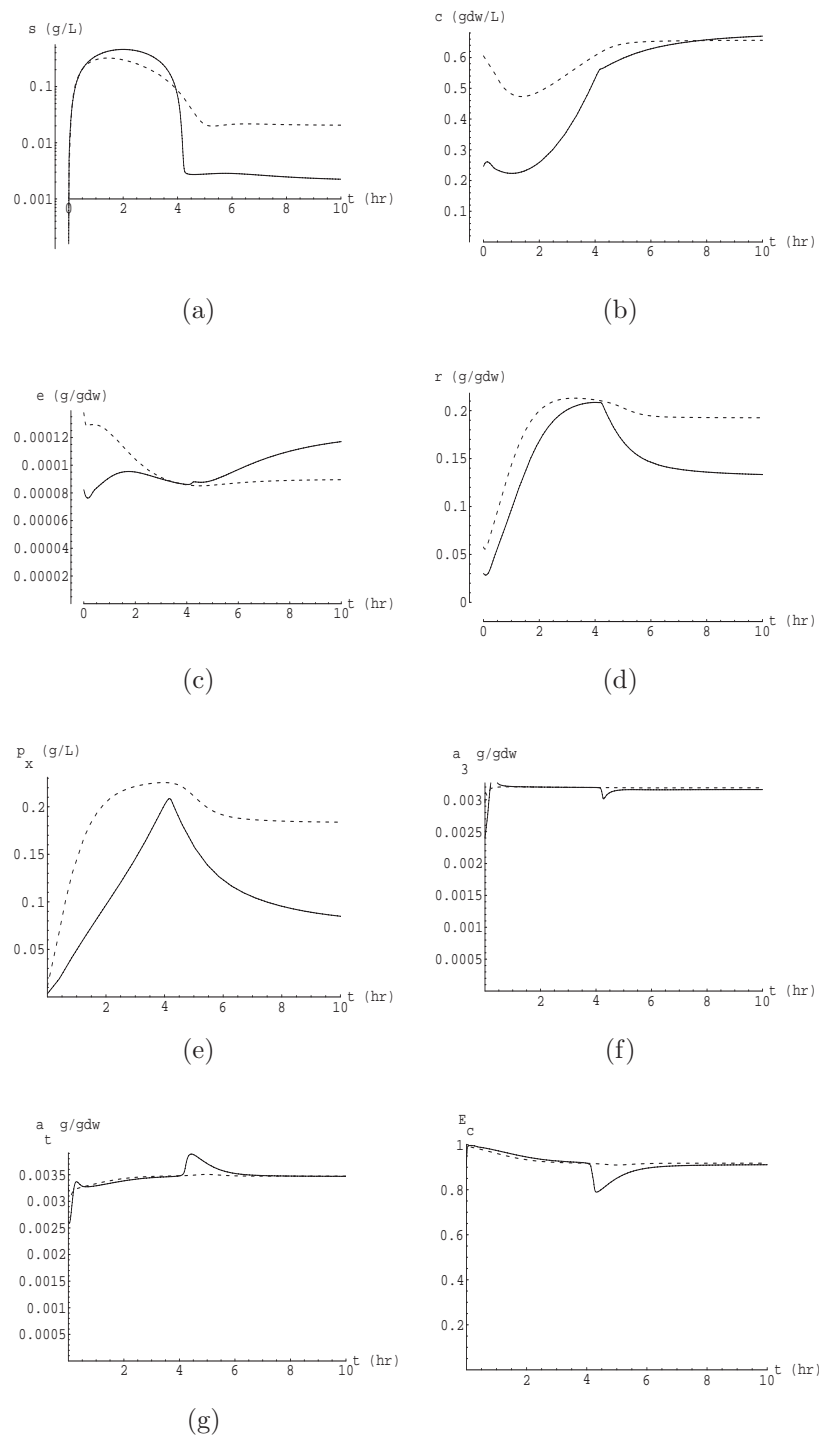 s (g/L)
0.1
0.01
0.001
0 2 4 6 8 10
t (hr)
(a)
c (gdw/L)
0.6
0.5
0.4
0.3
0.2
0.1
0 2 4 6 8 10
t (hr)
(b)
e (g/gdw)
0.00012
0.0001
0.00008
0.00006
0.00004
0.00002
0 2 4 6 8 10
t (hr)
(c)
r (g/gdw)
0.2
0.15
0.1
0.05
0
0 2 4 6 8 10
t (hr)
(d)
p x (g/L)
0.2
0.15
0.1
0.05
2 4 6 8 10
t (hr)
(e)
a 3 g/gdw
0.003
0.0025
0.002
0.0015
0.001
0.0005
2 4 6 8 10
t (hr)
(f)
a t g/gdw
0.0035
0.003
0.0025
0.002
0.0015
0.001
0.0005
2 4 6 8 10
t (hr)
(g)
E c
1
0.8
0.6
0.4
0.2
2 4 6 8 10
t (hr)